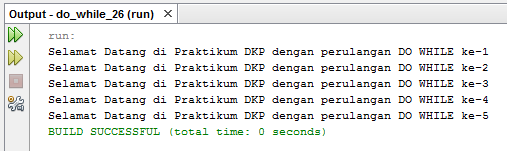 Output - do_while_26 (run) ×
run:
Selamat Datang di Praktikum DKP dengan perulangan DO WHILE ke-1
Selamat Datang di Praktikum DKP dengan perulangan DO WHILE ke-2
Selamat Datang di Praktikum DKP dengan perulangan DO WHILE ke-3
Selamat Datang di Praktikum DKP dengan perulangan DO WHILE ke-4
Selamat Datang di Praktikum DKP dengan perulangan DO WHILE ke-5
BUILD SUCCESSFUL (total time: 0 seconds)